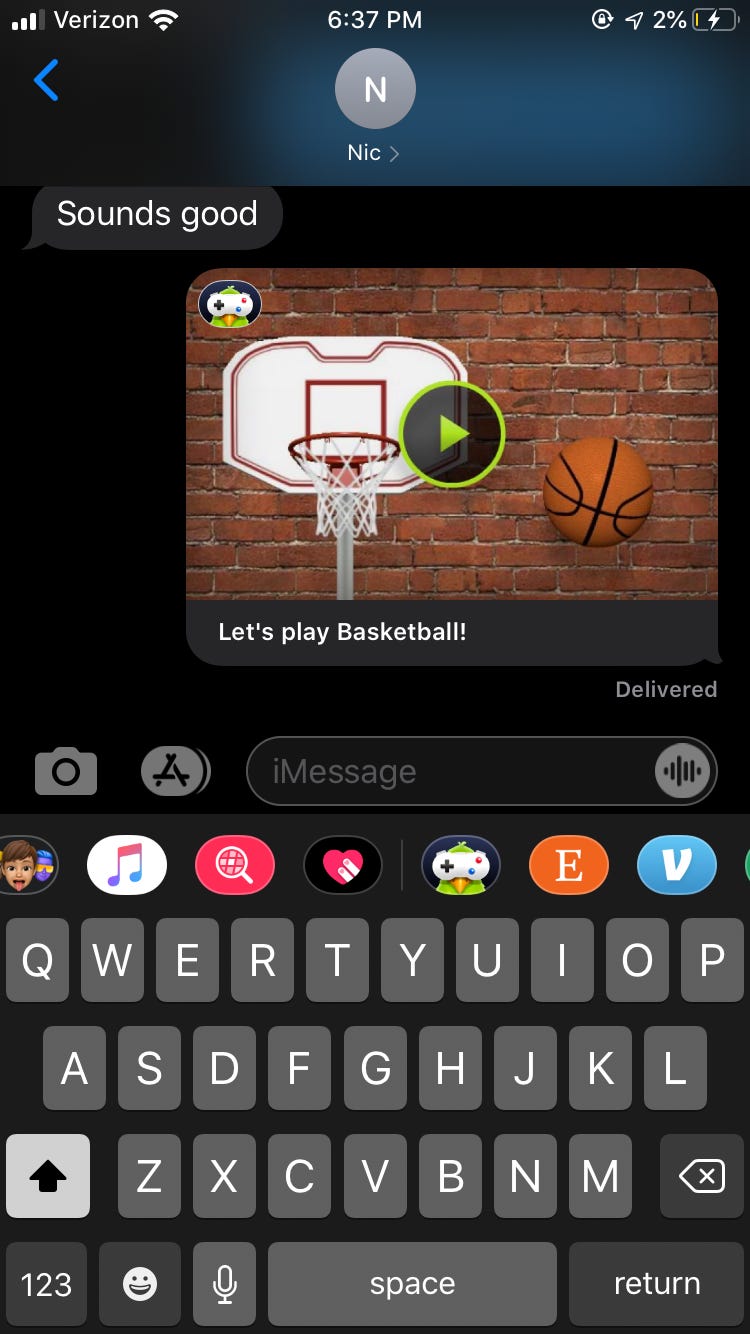 Verizon 6:37 PM 2%
N
Nic
Sounds good
Let's play Basketball!
Delivered
iMessage
E V
Q W E R T Y U I O P
A S D F G H J K L
Z X C V B N M
123 space return